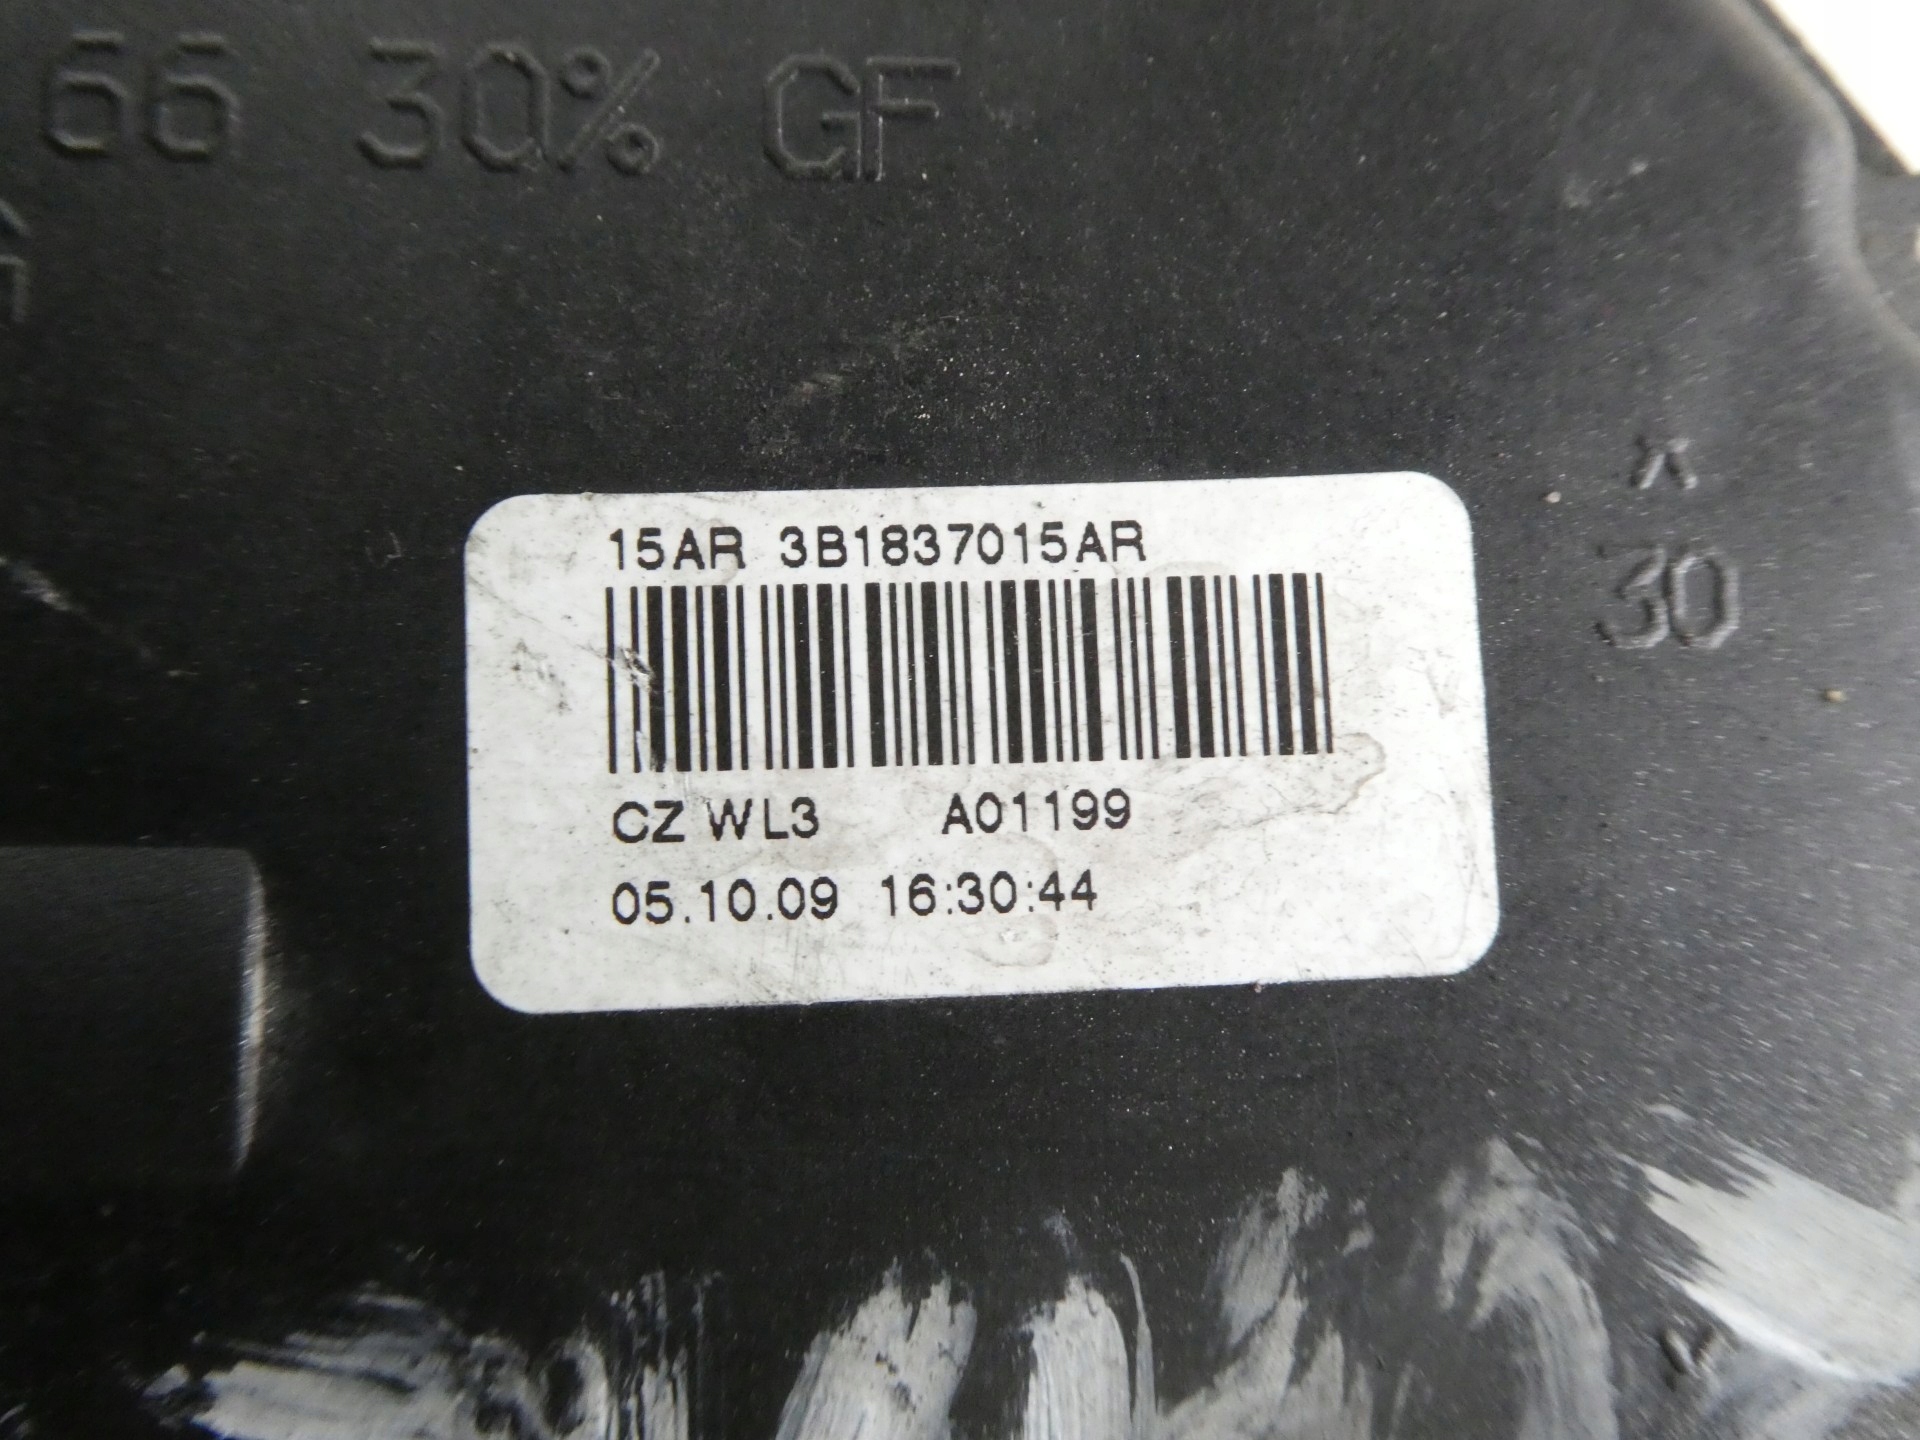 66 30% GF
15AR 3B1837015AR
30
CZ WL3 A01199
05.10.09 16:30:44